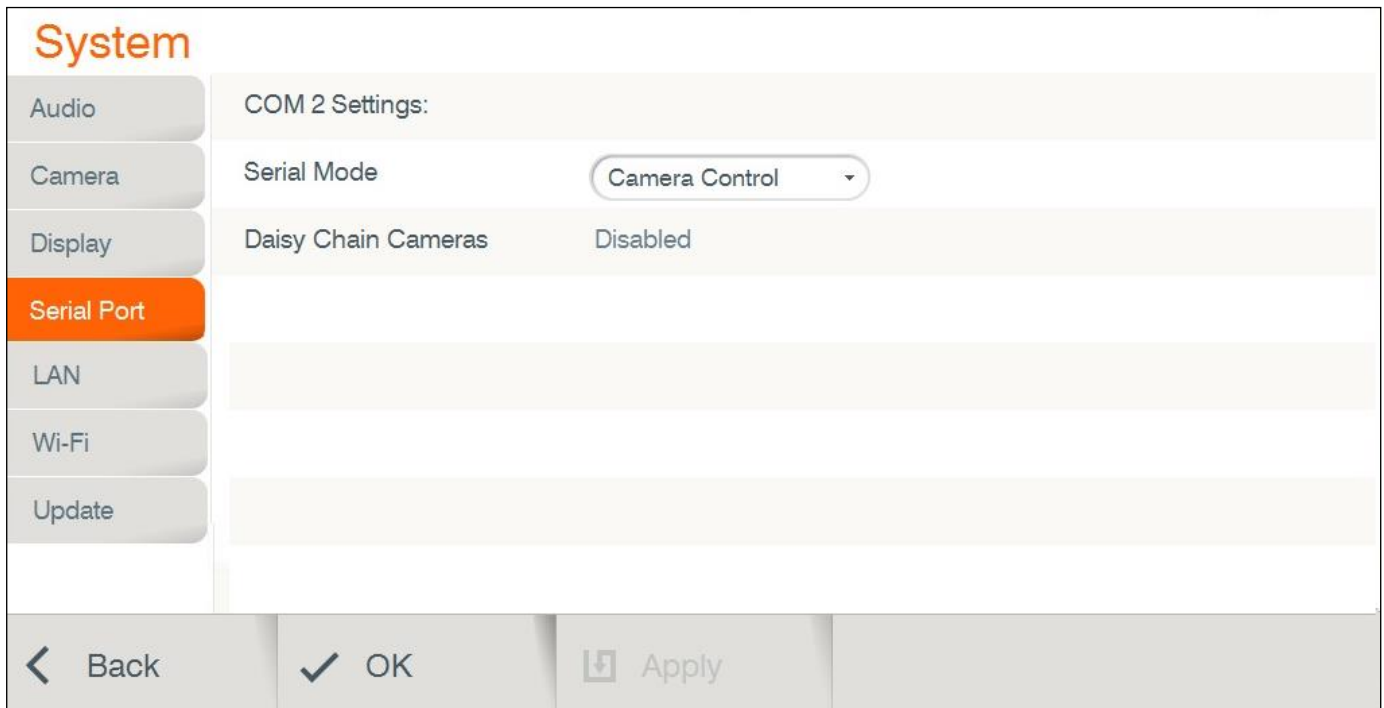 System
Audio
COM 2 Settings:
Camera
Serial Mode
Camera Control
Display
Daisy Chain Cameras
Disabled
Serial Port
LAN
Wi-Fi
Update
Back
OK
Apply